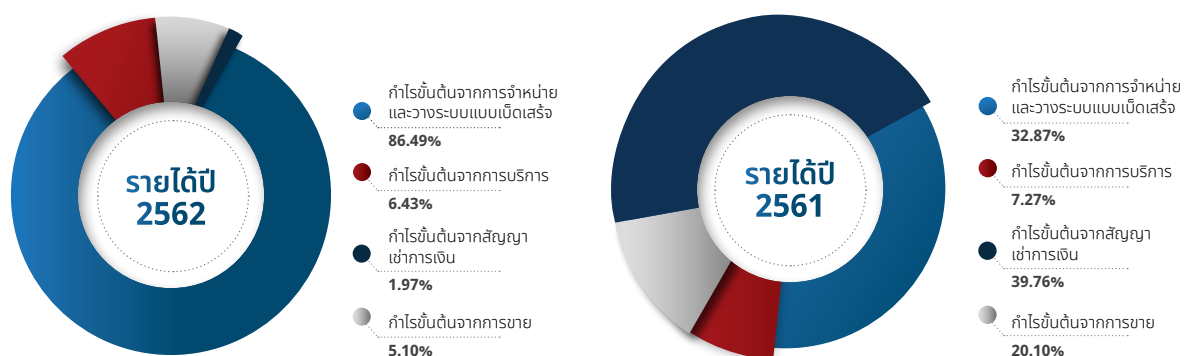 รายได้ปี
2562
กำไรขั้นต้นจากการจำหน่าย
และวางระบบแบบเบ็ดเสร็จ
86.49%
กำไรขั้นต้นจากการบริการ
6.43%
กำไรขั้นต้นจากสัญญา
เช่าการเงิน
1.97%
กำไรขั้นต้นจากการขาย
5.10%
รายได้ปี
2561
กำไรขั้นต้นจากการจำหน่าย
และวางระบบแบบเบ็ดเสร็จ
32.87%
กำไรขั้นต้นจากการบริการ
7.27%
กำไรขั้นต้นจากสัญญา
เช่าการเงิน
39.76%
กำไรขั้นต้นจากการขาย
20.10%